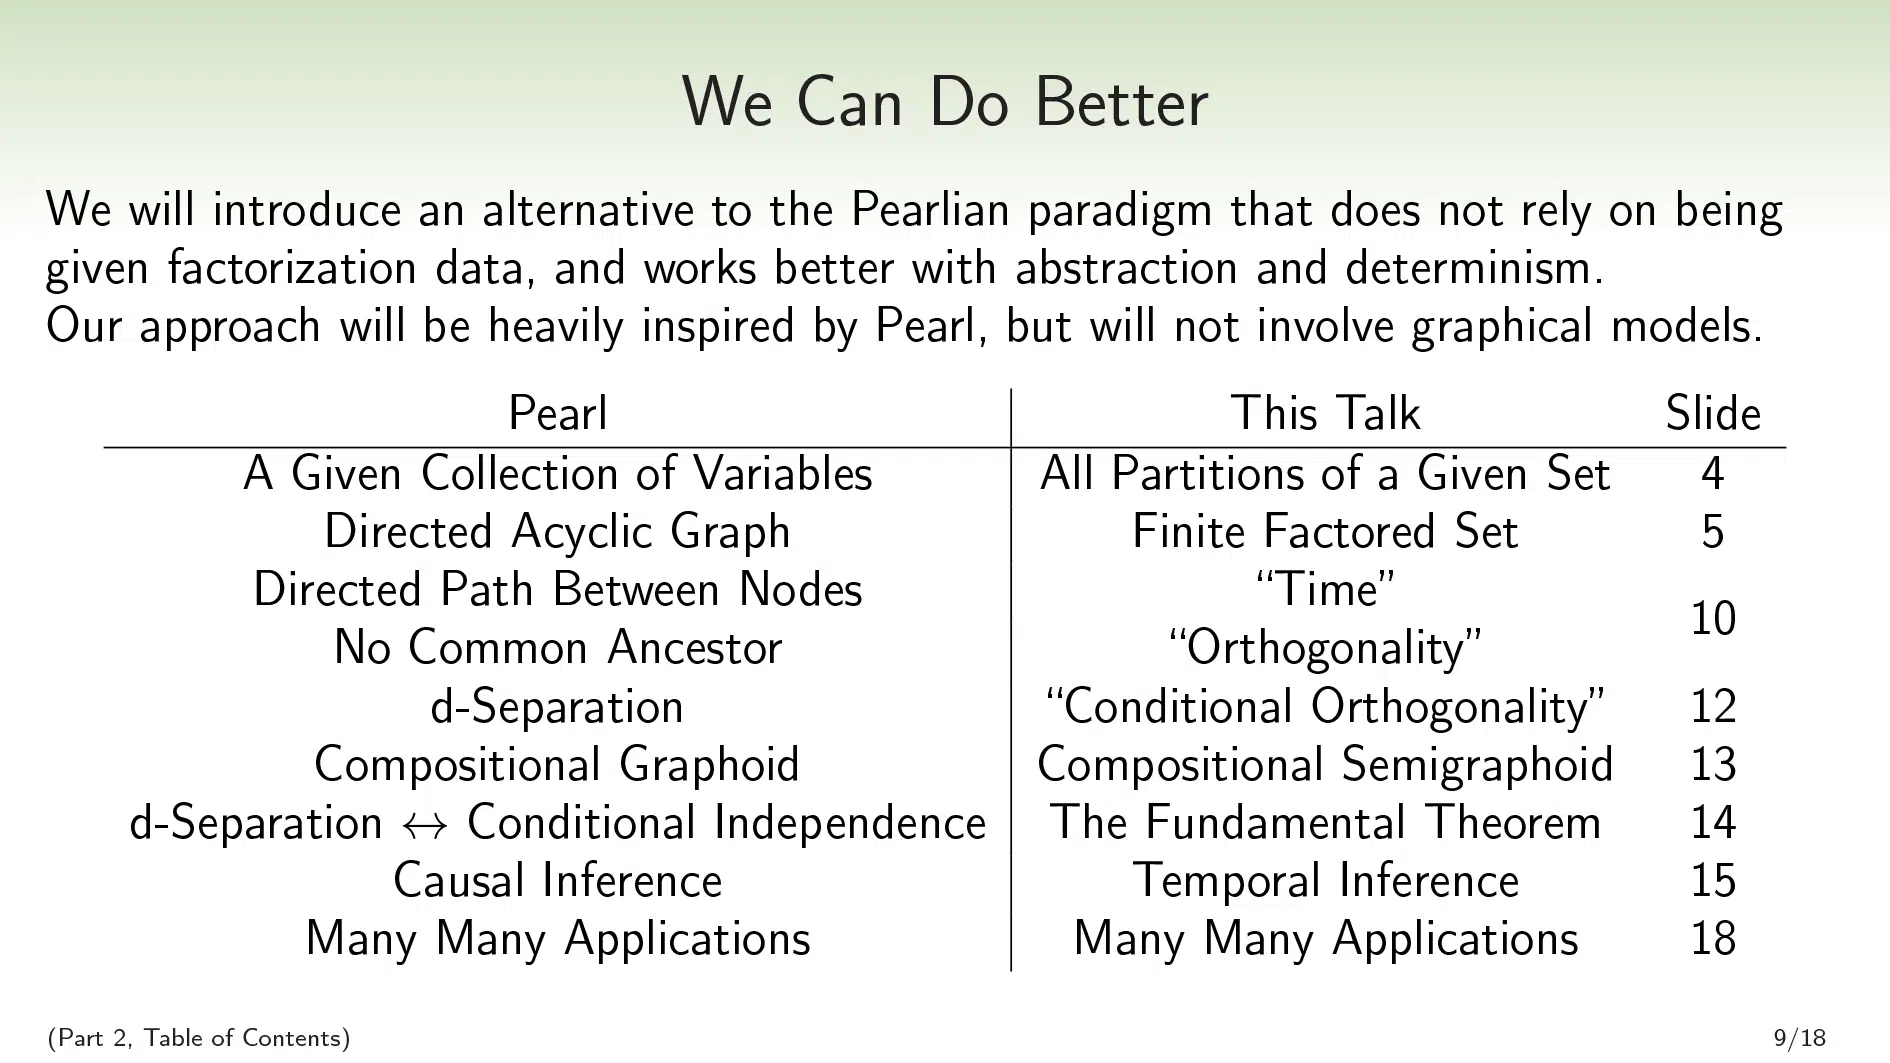 We Can Do Better
We will introduce an alternative to the Pearlian paradigm that does not rely on being
given factorization data, and works better with abstraction and determinism.
Our approach will be heavily inspired by Pearl, but will not involve graphical models.
Pearl This Talk Slide
A Given Collection of Variables All Partitions of a Given Set 4
Directed Acyclic Graph Finite Factored Set 5
Directed Path Between Nodes “Time”
10
No Common Ancestor “Orthogonality”
d-Separation “Conditional Orthogonality” 12
Compositional Graphoid Compositional Semigraphoid 13
d-Separation ↔ Conditional Independence The Fundamental Theorem 14
Causal Inference Temporal Inference 15
Many Many Applications Many Many Applications 18
(Part 2, Table of Contents) 9/18